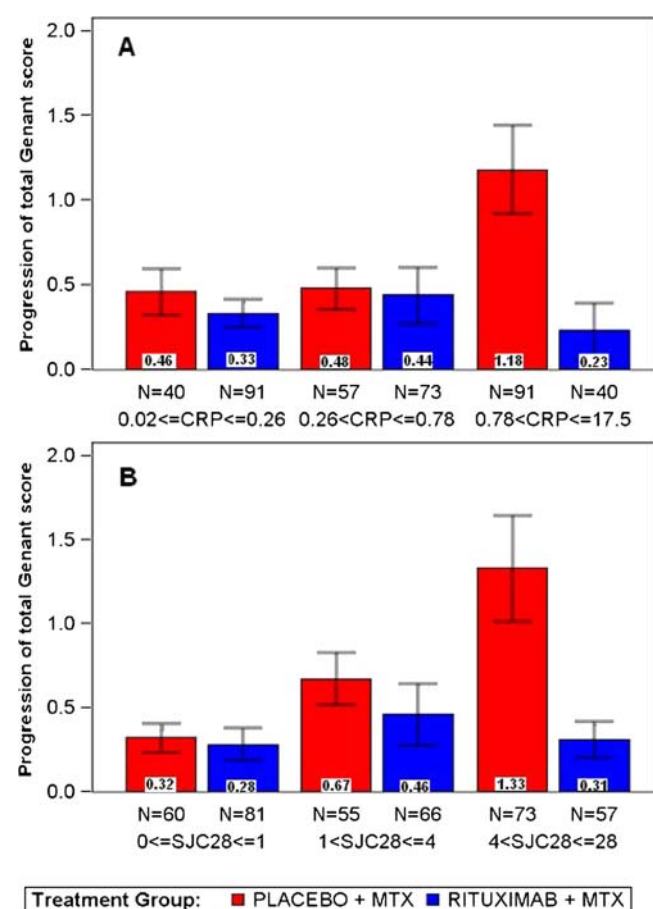 A
Progression of total Genant score
2.0
1.5
1.0
0.5
0.0
0.46 0.33 0.48 0.44 1.18 0.23
N=40 N=91 N=57 N=73 N=91 N=40
0.02<=CRP<=0.26 0.26<CRP<=0.78 0.78<CRP<=17.5
B
Progression of total Genant score
2.0
1.5
1.0
0.5
0.0
0.32 0.28 0.67 0.46 1.33 0.31
N=60 N=81 N=55 N=66 N=73 N=57
0<=SJC28<=1 1<SJC28<=4 4<SJC28<=28
Treatment Group: PLACEBO + MTX RITUXIMAB + MTX